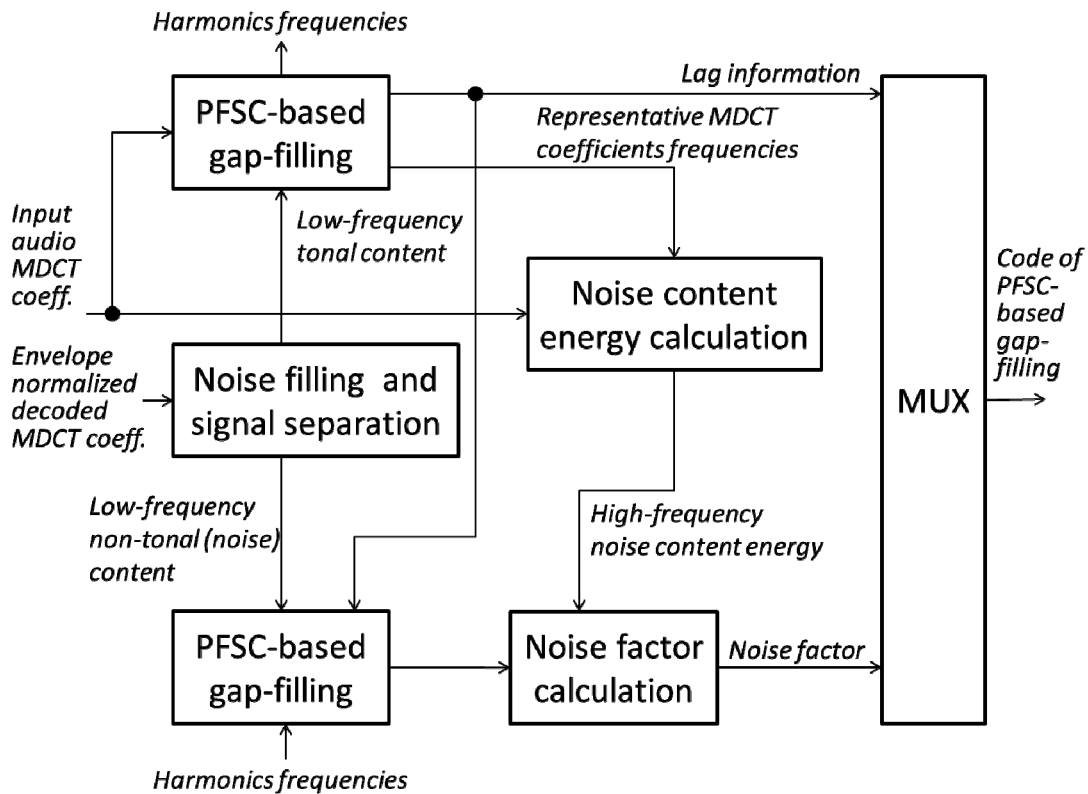 Harmonics frequencies
PFSC-based
gap-filling
Lag information
Representative MDCT
coefficients frequencies
Input
audio
MDCT
coeff.
Low-frequency
tonal content
Noise content
energy calculation
Code of
PFSC-
based
gap-
filling
Envelope
normalized
decoded
MDCT coeff.
Noise filling and
signal separation
MUX
Low-frequency
non-tonal (noise)
content
High-frequency
noise content energy
PFSC-based
gap-filling
Noise factor
calculation
Noise factor
Harmonics frequencies